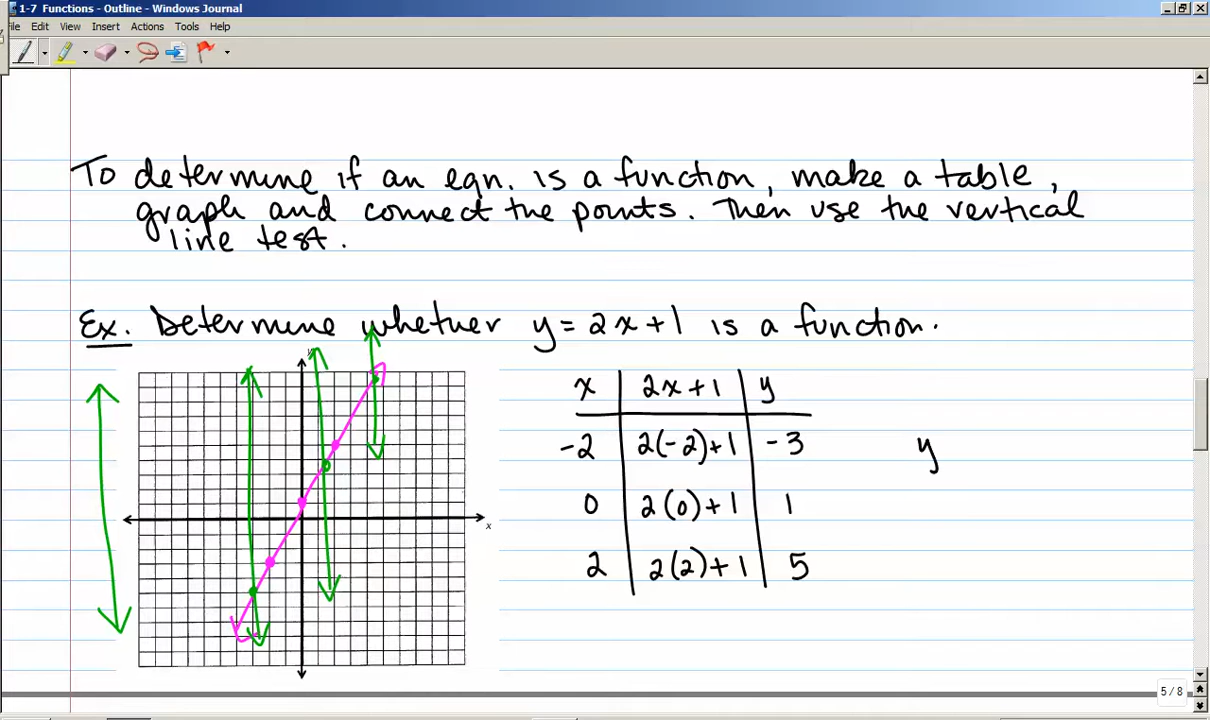 1-7 Functions - Outline - Windows Journal
File Edit View Insert Actions Tools Help
To determine if an eqn. is a function, make a table,
graph and connect the points. Then use the vertical
line test.
Ex. Determine whether y = 2x+1 is a function.
x 2x+1 y
-2 2(-2)+1 -3
y
0 2(0)+1 1
x
2 2(2)+1 5
5 / 8